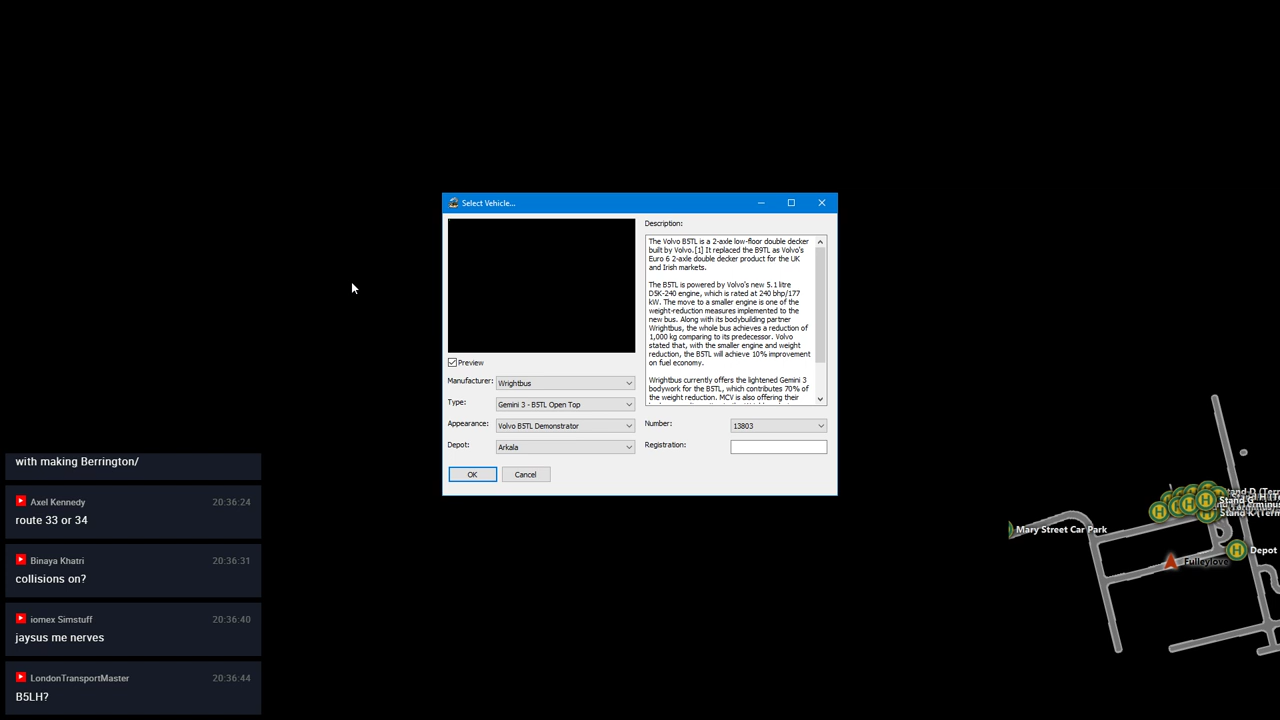 Select Vehicle...
Description:
The Volvo B5TL is a 2-axle low-floor double decker
built by Volvo.[1] It replaced the B9TL as Volvo's
Euro 6 2-axle double decker product for the UK
and Irish markets.
The B5TL is powered by Volvo's new 5.1 litre
D5K-240 engine, which is rated at 240 bhp/177
kW. The move to a smaller engine is one of the
weight-reduction measures implemented to the
new bus. Along with its bodybuilding partner
Wrightbus, the whole bus achieves a reduction of
1,000 kg comparing to its predecessor. Volvo
stated that, with the smaller engine and weight
reduction, the B5TL will achieve 10% improvement
on fuel economy.
Wrightbus currently offers the lightened Gemini 3
bodywork for the B5TL, which contributes 70% of
the weight reduction. MCV is also offering their
Preview
Manufacturer: Wrightbus
Type: Gemini 3 - B5TL Open Top
Appearance: Volvo B5TL Demonstrator
Number: 13803
Depot: Arkala
Registration:
OK
Cancel
with making Berrington/
Axel Kennedy 20:36:24
route 33 or 34
Binaya Khatri 20:36:31
collisions on?
iomex Simstuff 20:36:40
jaysus me nerves
LondonTransportMaster 20:36:44
B5LH?
Stand D (Ter
Stand K (Term
Mary Street Car Park
Depot
Fulleylove